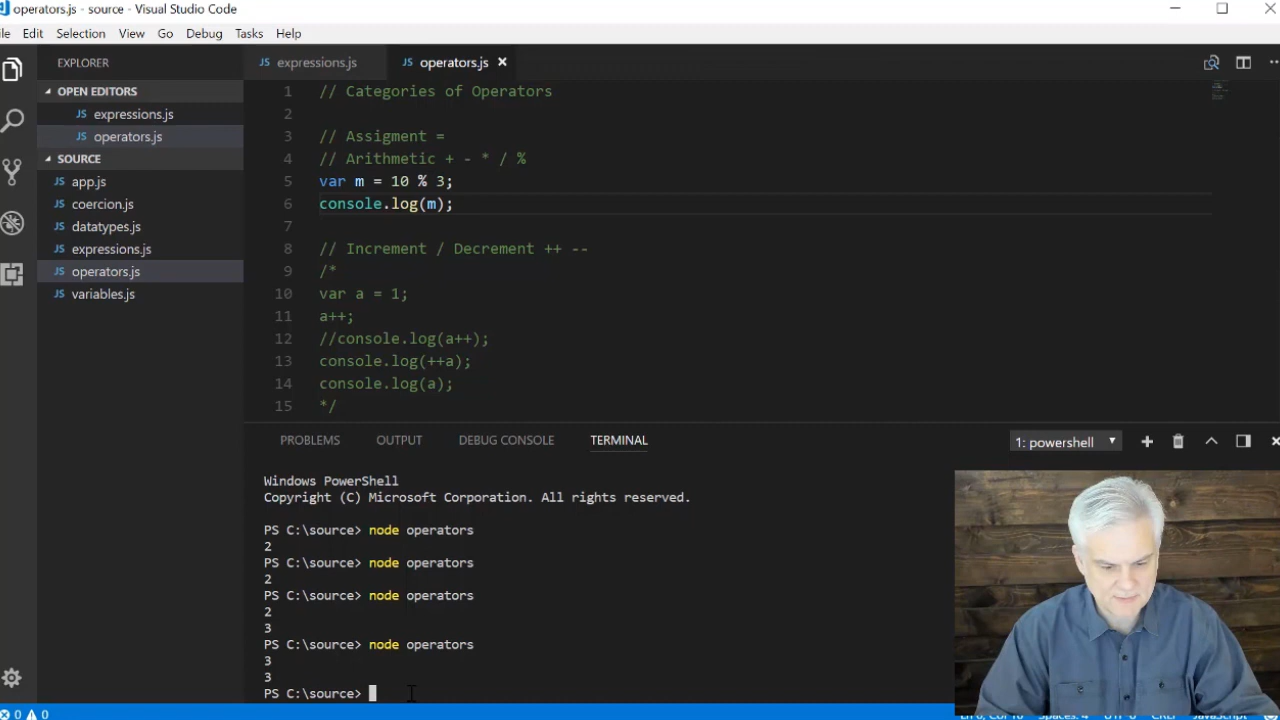 operators.js - source - Visual Studio Code
Edit Selection View Go Debug Tasks Help
EXPLORER
OPEN EDITORS
JS expressions.js
JS operators.js
SOURCE
JS app.js
JS coercion.js
JS datatypes.js
JS expressions.js
JS operators.js
JS variables.js
JS expressions.js JS operators.js ×
1 // Categories of Operators
2
3 // Assigment =
4 // Arithmetic + - * / %
5 var m = 10 % 3;
6 console.log(m);
7
8 // Increment / Decrement ++ --
9 /*
10 var a = 1;
11 a++;
12 //console.log(a++);
13 console.log(++a);
14 console.log(a);
15 */
PROBLEMS OUTPUT DEBUG CONSOLE TERMINAL 1: powershell
Windows PowerShell
Copyright (C) Microsoft Corporation. All rights reserved.
PS C:\source> node operators
2
PS C:\source> node operators
2
PS C:\source> node operators
2
3
PS C:\source> node operators
3
3
PS C:\source>
0 0